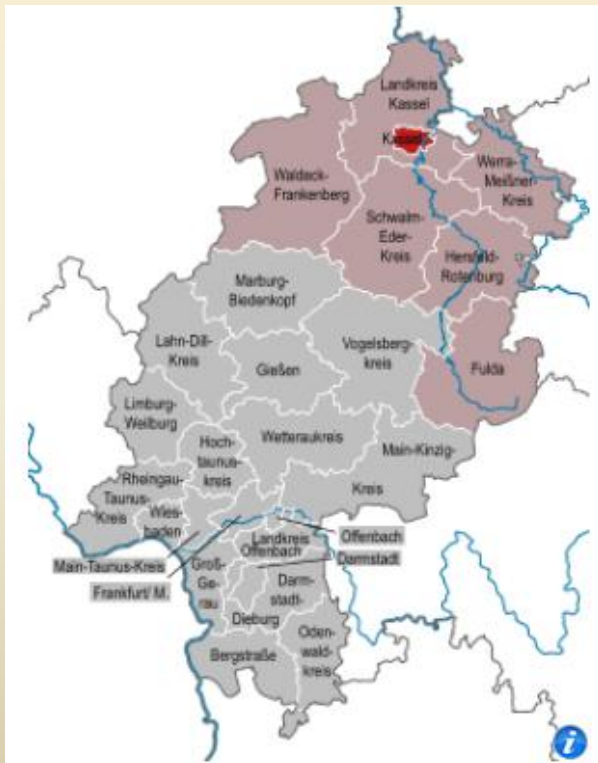 Landkreis
Kassel
Kassel
Waldeck-
Frankenberg
Werra-
Meißner-
Kreis
Schwalm-
Eder-
Kreis
Hersfeld-
Rotenburg
Marburg-
Biedenkopf
Lahn-Dill-
Kreis
Gießen
Vogelsberg-
kreis
Fulda
Limburg-
Weilburg
Hoch-
taunus-
kreis
Wetteraukreis
Main-Kinzig-
Kreis
Rheingau-
Taunus-
Kreis
Wies-
baden
Main-Taunus-Kreis
Frankfurt/ M.
Landkreis
Offenbach
Offenbach
Darmstadt
Groß-
Ge-
rau
Darm-
stadt-
Dieburg
Bergstraße
Oden-
wald-
kreis
i